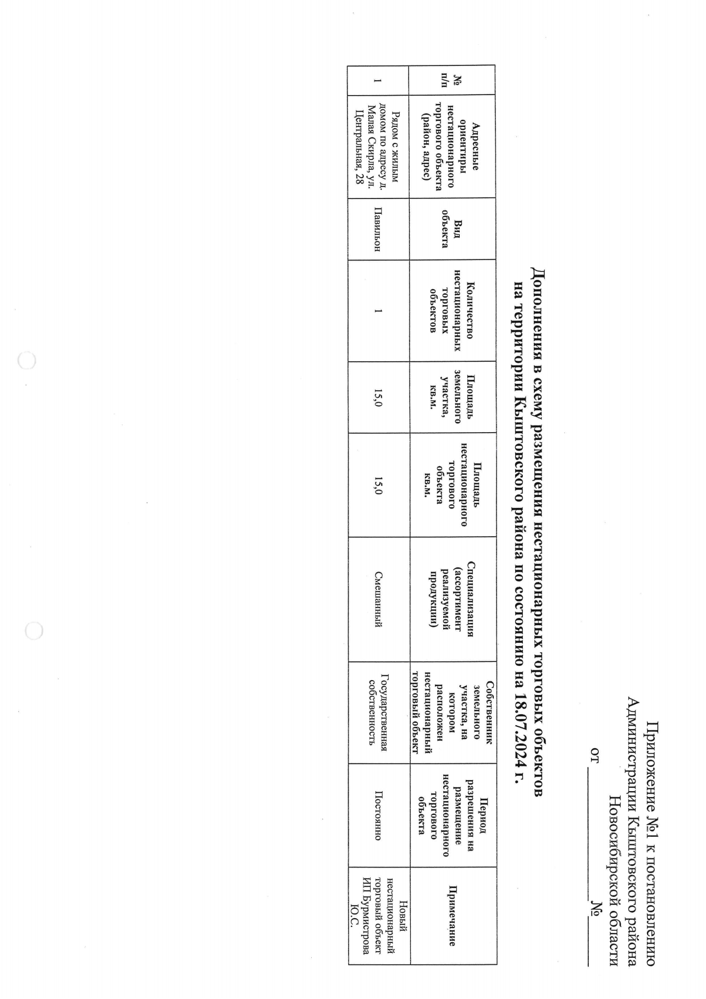 Приложение №1 к постановлению
Администрации Кыштовского района
Новосибирской области
от ________________ №_______
Дополнения в схему размещения нестационарных торговых объектов
на территории Кыштовского района по состоянию на 18.07.2024 г.
№
п/п
Адресные
ориентиры
нестационарного
торгового объекта
(район, адрес)
Вид
объекта
Количество
нестационарных
торговых
объектов
Площадь
земельного
участка,
кв.м.
Площадь
нестационарного
торгового
объекта
кв.м.
Специализация
(ассортимент
реализуемой
продукции)
Собственник
земельного
участка, на
котором
расположен
нестационарный
торговый объект
Период
разрешения на
размещение
нестационарного
торгового
объекта
Примечание
1
Рядом с жилым
домом по адресу д.
Малая Скирла, ул.
Центральная, 28
Павильон
1
15,0
15,0
Смешанный
Государственная
собственность
Постоянно
Новый
нестационарный
торговый объект
ИП Бурмистрова
Ю.С.